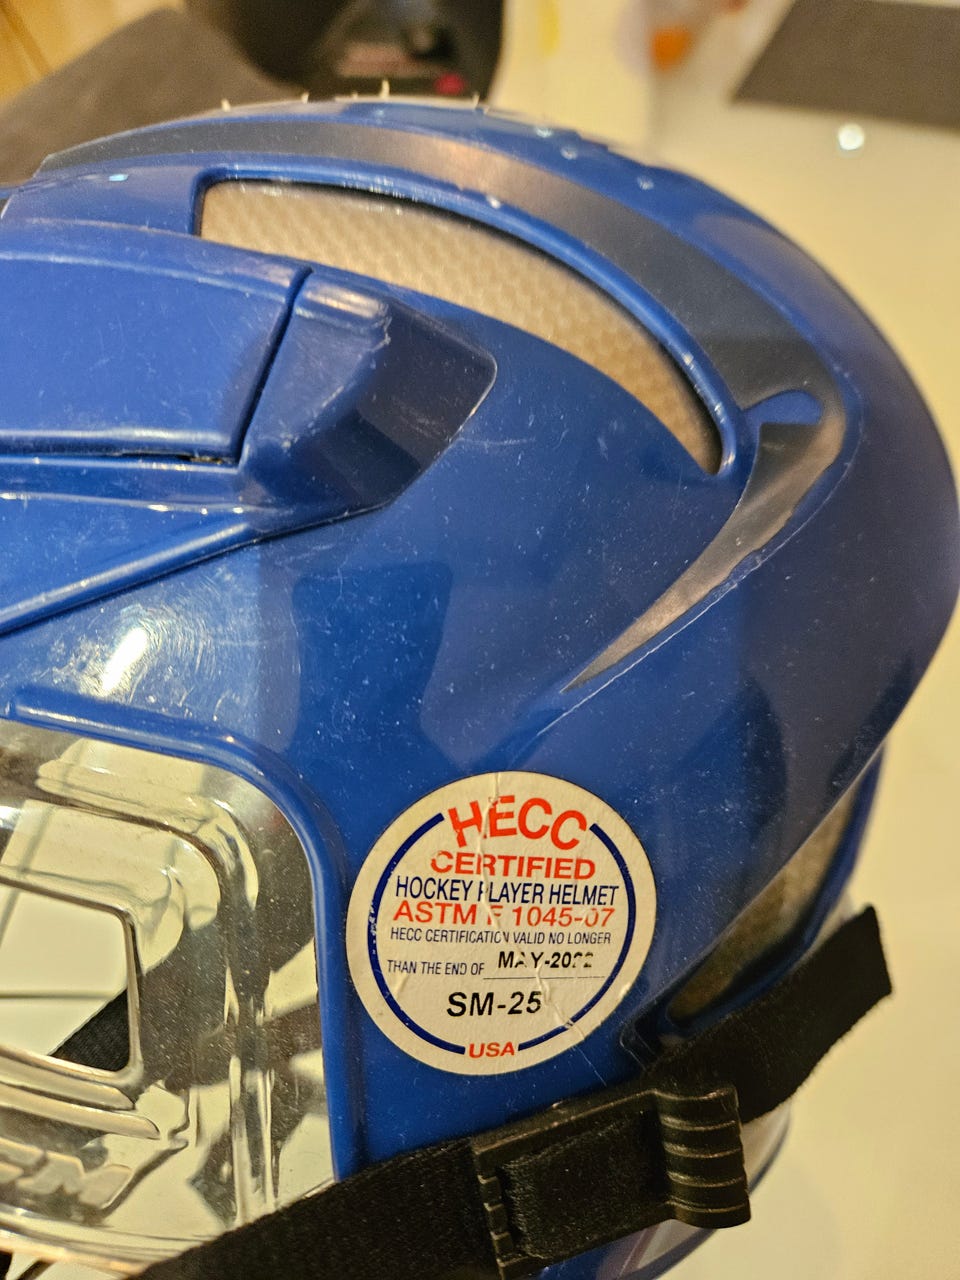 HECC
CERTIFIED
HOCKEY PLAYER HELMET
ASTM F 1045-07
HECC CERTIFICATION VALID NO LONGER
THAN THE END OF MAY-2022
SM-25
USA